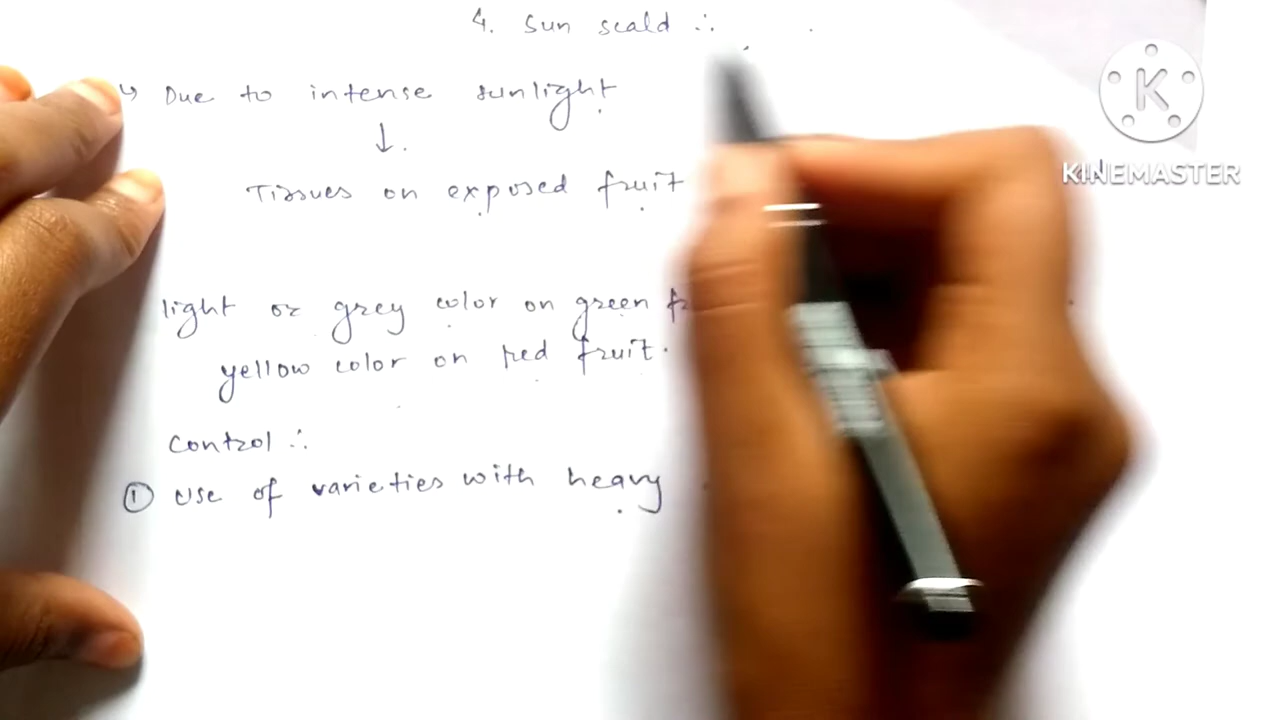 4. Sun scald ∴
↳ Due to intense sunlight
↓
Tissues on exposed fruit
light or grey color on green
yellow color on red fruit.
control ∴
① Use of varieties with heavy
K
KINEMASTER